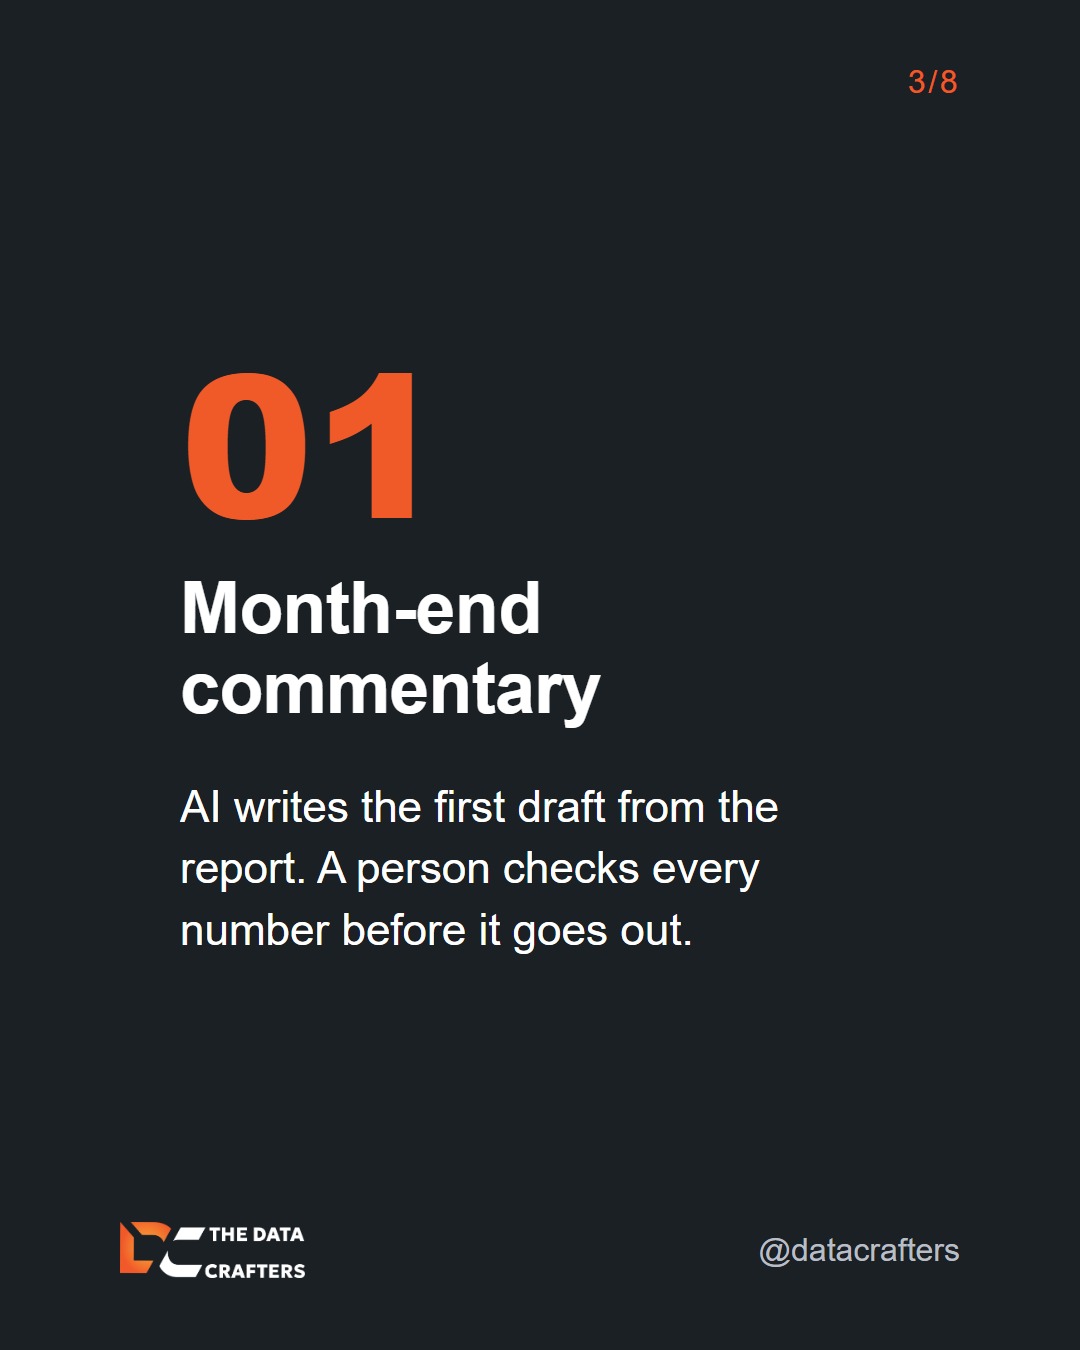 3/8
01
Month-end
commentary
AI writes the first draft from the
report. A person checks every
number before it goes out.
THE DATA
CRAFTERS
@datacrafters